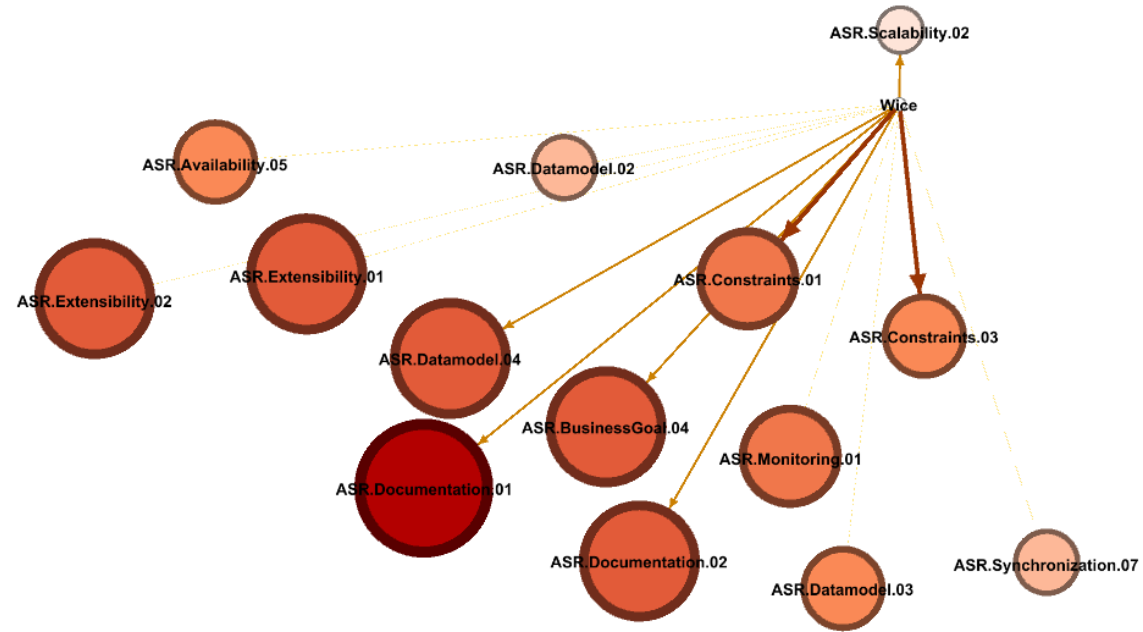 ASR.Scalability.02
Wice
ASR.Availability.05
ASR.Datamodel.02
ASR.Extensibility.01
ASR.Constraints.01
ASR.Extensibility.02
ASR.Constraints.03
ASR.Datamodel.04
ASR.BusinessGoal.04
ASR.Monitoring.01
ASR.Documentation.01
ASR.Documentation.02
ASR.Synchronization.07
ASR.Datamodel.03